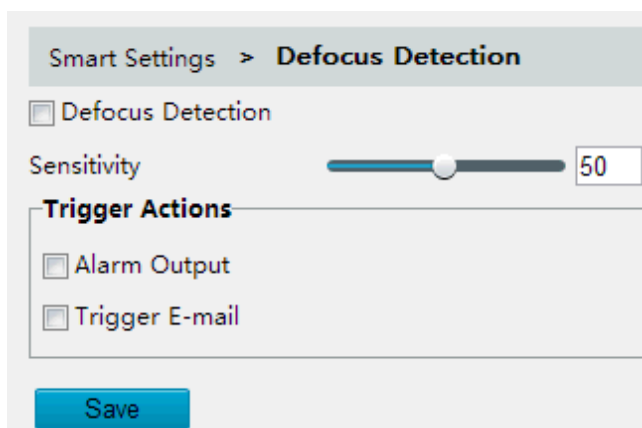 Smart Settings > Defocus Detection
Defocus Detection
Sensitivity 50
Trigger Actions
Alarm Output
Trigger E-mail
Save